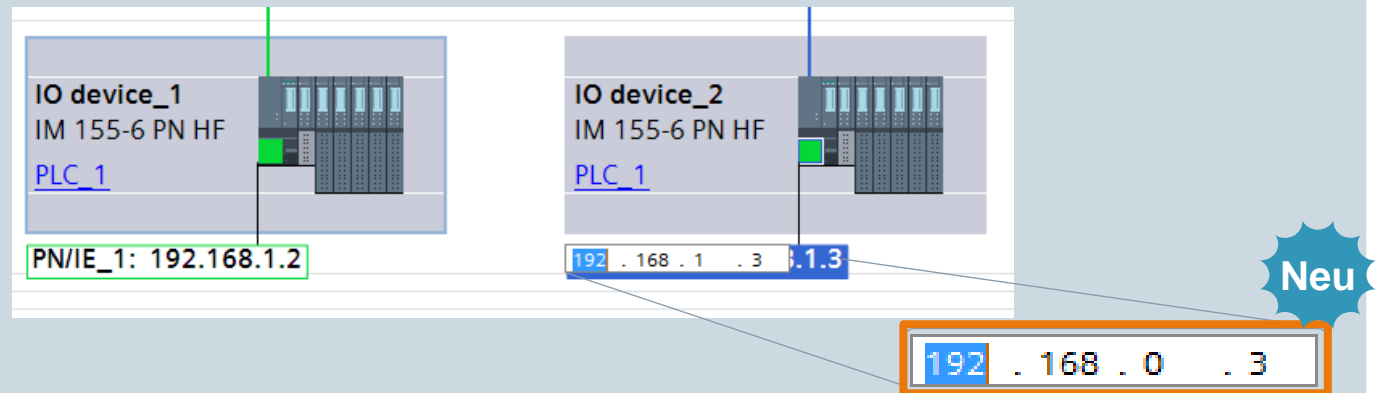 IO device_1
IM 155-6 PN HF
PLC_1
PN/IE_1: 192.168.1.2
IO device_2
IM 155-6 PN HF
PLC_1
192 . 168 . 1 . 3
.1.3
Neu
192 . 168 . 0 . 3